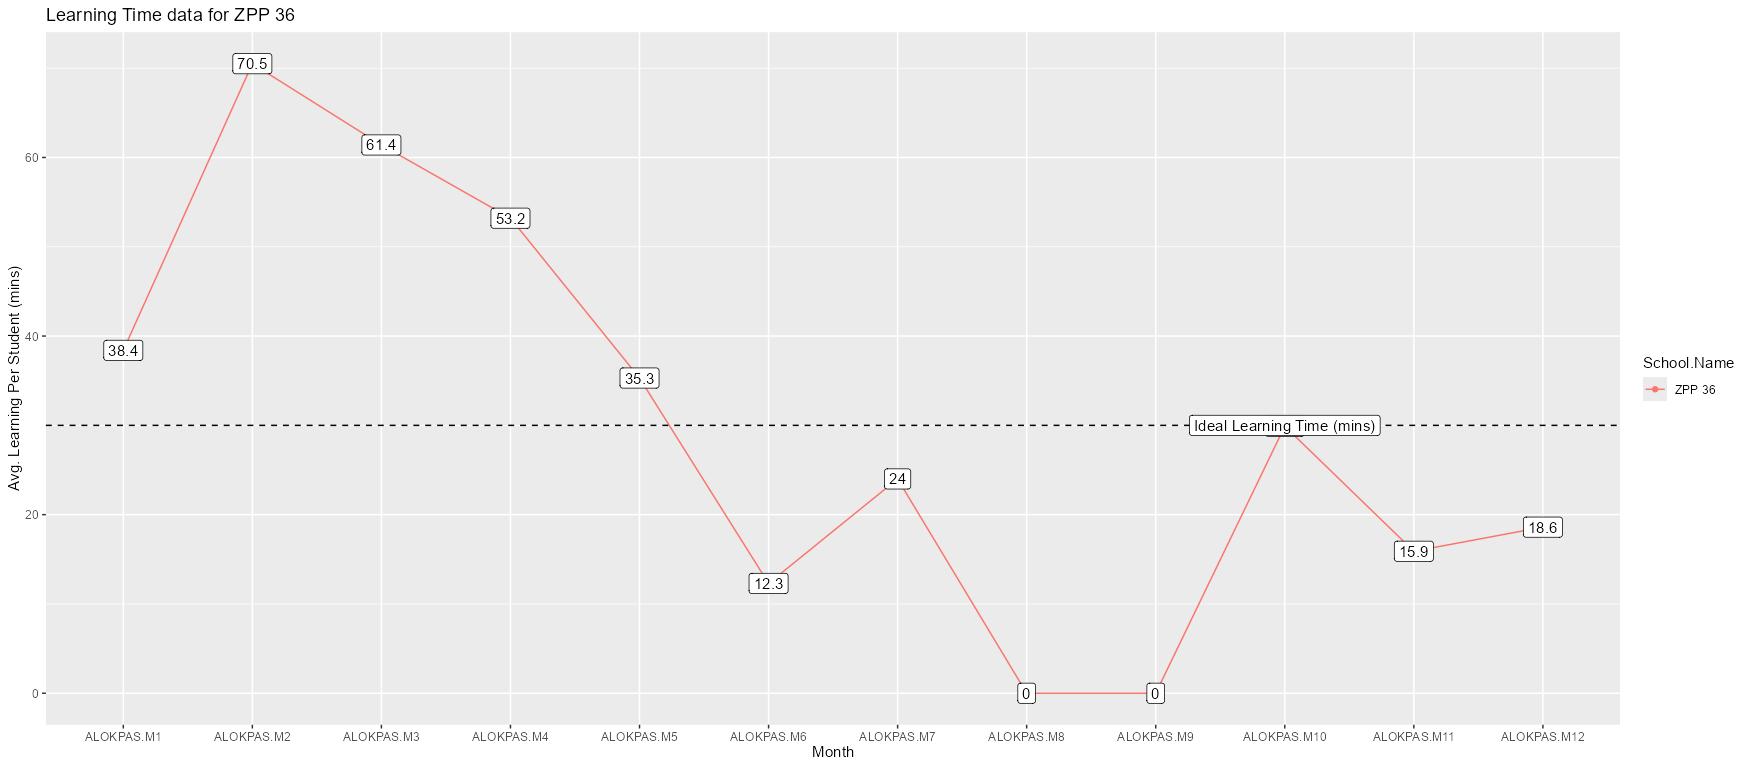 Learning Time data for ZPP 36
Avg. Learning Per Student (mins)
60
40
20
0
38.4
70.5
61.4
53.2
35.3
12.3
24
0
0
Ideal Learning Time (mins)
15.9
18.6
ALOKPAS.M1
ALOKPAS.M2
ALOKPAS.M3
ALOKPAS.M4
ALOKPAS.M5
ALOKPAS.M6
ALOKPAS.M7
ALOKPAS.M8
ALOKPAS.M9
ALOKPAS.M10
ALOKPAS.M11
ALOKPAS.M12
Month
School.Name
ZPP 36